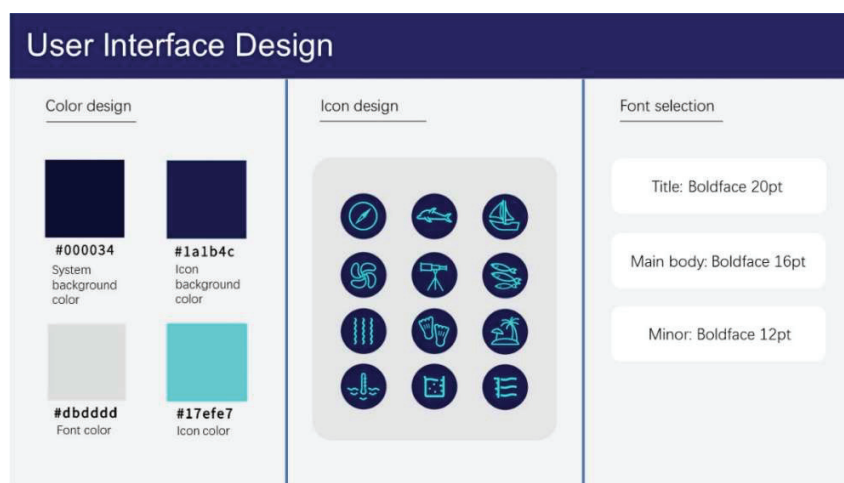 User Interface Design
Color design
#000034
System
background
color
#1a1b4c
Icon
background
color
#dbdddd
Font color
#17efe7
Icon color
Icon design
Font selection
Title: Boldface 20pt
Main body: Boldface 16pt
Minor: Boldface 12pt